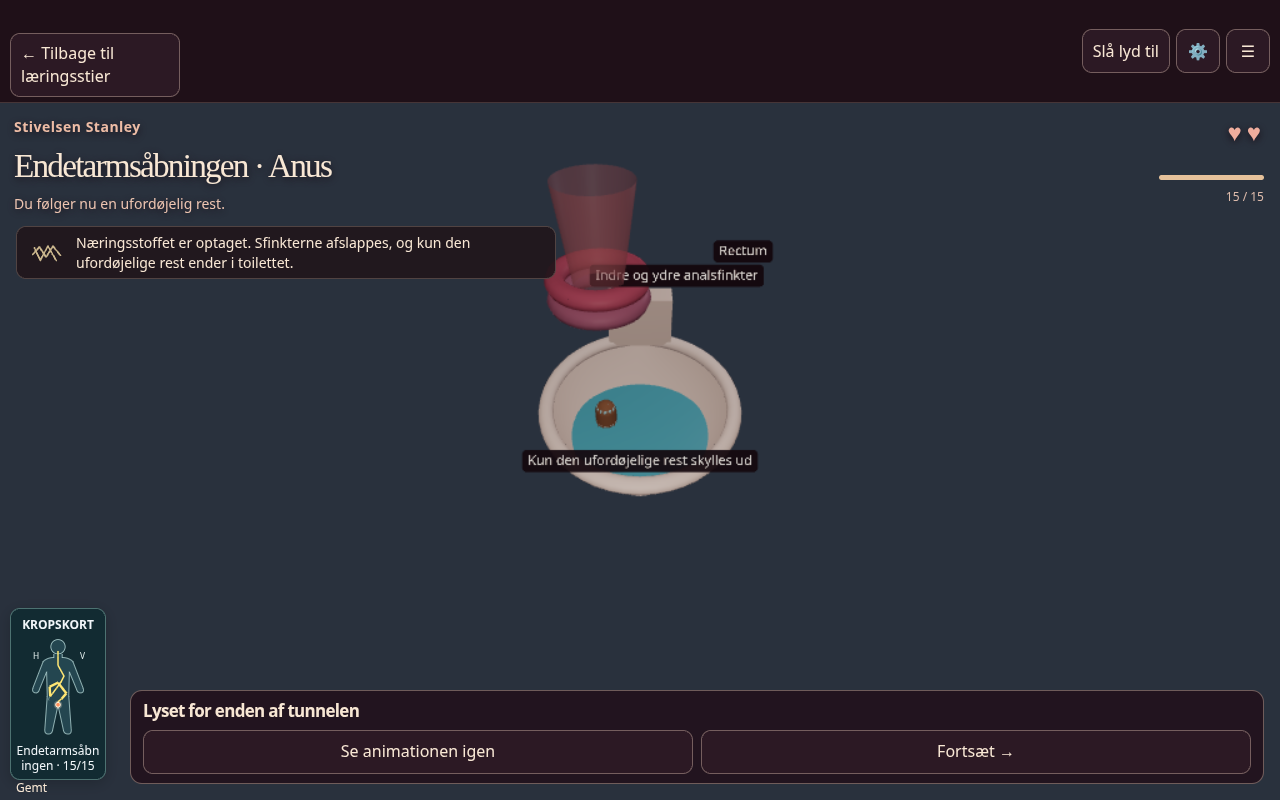 ← Tilbage til
læringsstier
Slå lyd til
Stivelsen Stanley
Endetarmsåbningen · Anus
Du følger nu en ufordøjelig rest.
15 / 15
Næringsstoffet er optaget. Sfinkterne afslappes, og kun den
ufordøjelige rest ender i toilettet.
Rectum
Indre og ydre analsfinkter
Kun den ufordøjelige rest skylles ud
KROPSKORT
H V
Endetarmsåbn
ingen · 15/15
Gemt
Lyset for enden af tunnelen
Se animationen igen
Fortsæt →